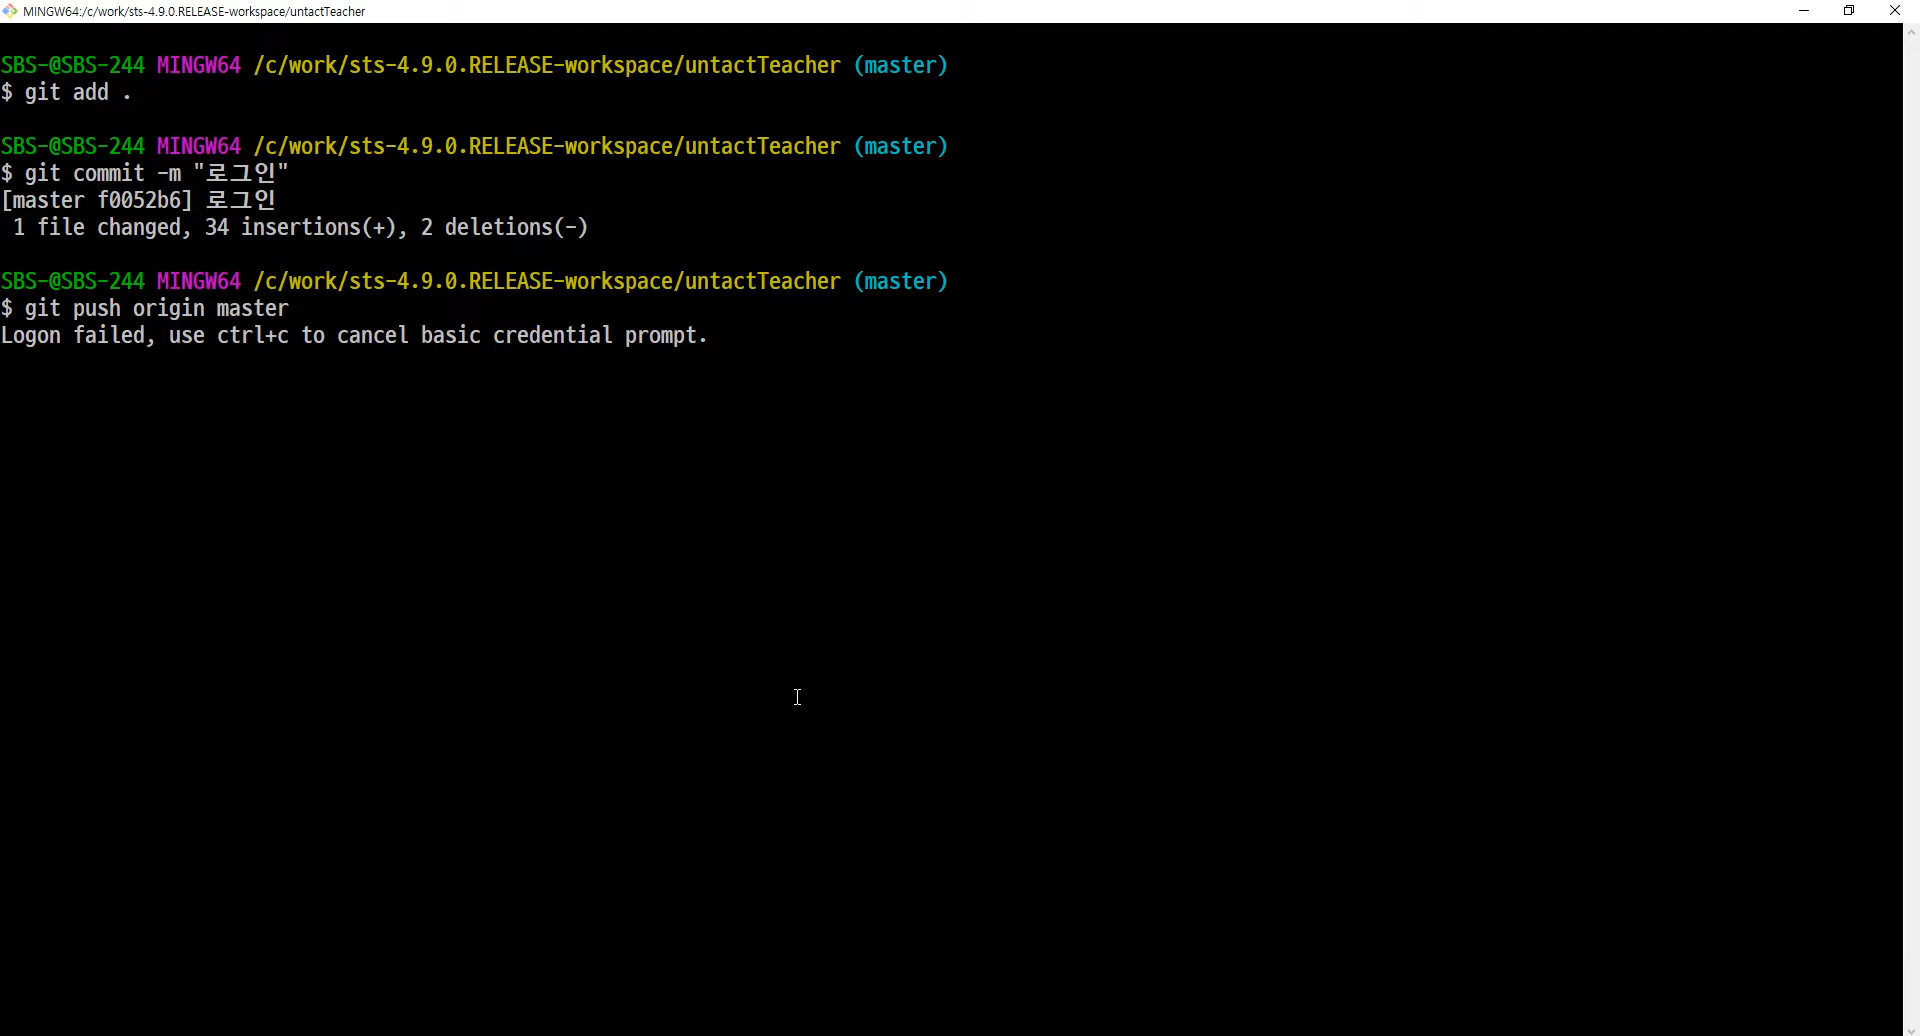 MINGW64:/c/work/sts-4.9.0.RELEASE-workspace/untactTeacher
SBS-@SBS-244 MINGW64 /c/work/sts-4.9.0.RELEASE-workspace/untactTeacher (master)
$ git add .
SBS-@SBS-244 MINGW64 /c/work/sts-4.9.0.RELEASE-workspace/untactTeacher (master)
$ git commit -m "로그인"
[master f0052b6] 로그인
1 file changed, 34 insertions(+), 2 deletions(-)
SBS-@SBS-244 MINGW64 /c/work/sts-4.9.0.RELEASE-workspace/untactTeacher (master)
$ git push origin master
Logon failed, use ctrl+c to cancel basic credential prompt.